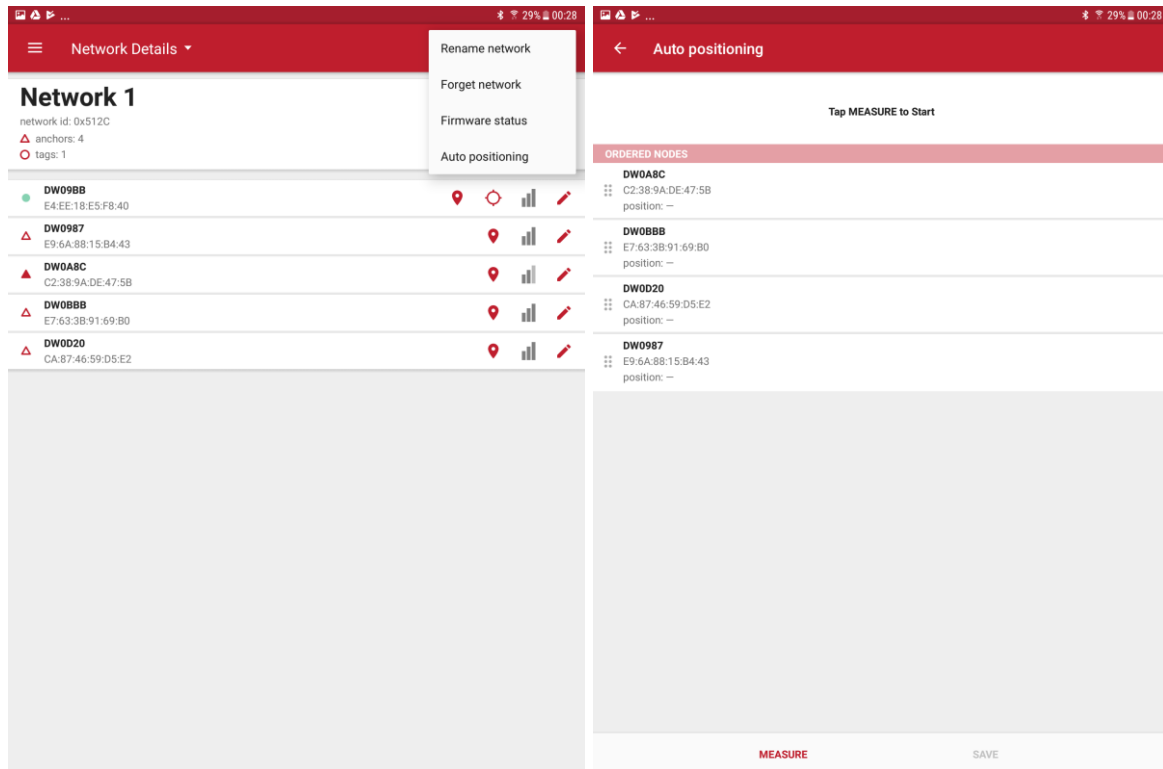 ... 29% 00:28
Network Details
Rename network
Forget network
Firmware status
Auto positioning
Network 1
network id: 0x512C
anchors: 4
tags: 1
DW09BB
E4:EE:18:E5:F8:40
DW0987
E9:6A:88:15:B4:43
DW0A8C
C2:38:9A:DE:47:5B
DW0BBB
E7:63:3B:91:69:B0
DW0D20
CA:87:46:59:D5:E2
... 29% 00:28
Auto positioning
Tap MEASURE to Start
ORDERED NODES
DW0A8C
C2:38:9A:DE:47:5B
position: —
DW0BBB
E7:63:3B:91:69:B0
position: —
DW0D20
CA:87:46:59:D5:E2
position: —
DW0987
E9:6A:88:15:B4:43
position: —
MEASURE SAVE